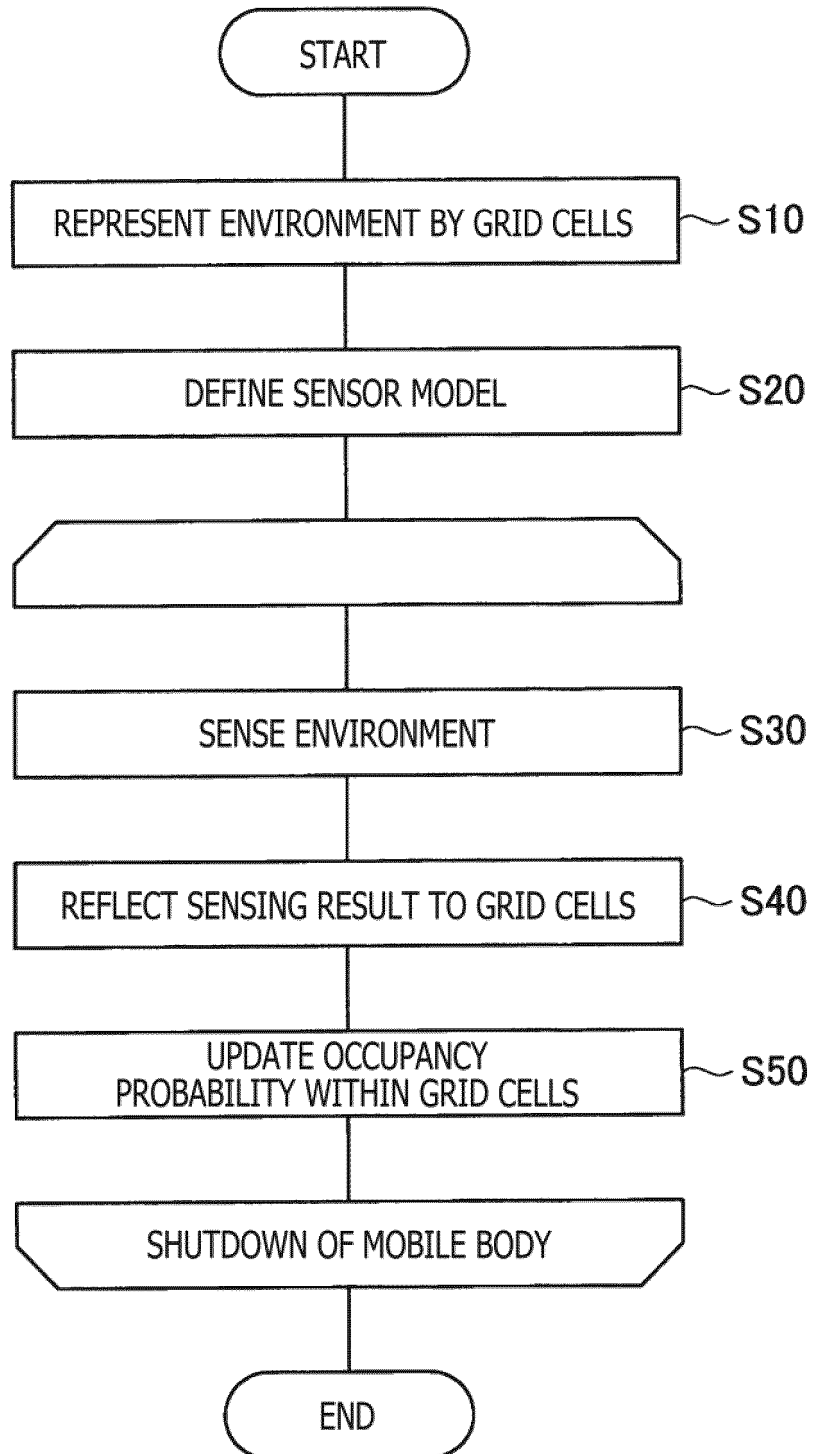 START
REPRESENT ENVIRONMENT BY GRID CELLS S10
DEFINE SENSOR MODEL S20
SENSE ENVIRONMENT S30
REFLECT SENSING RESULT TO GRID CELLS S40
UPDATE OCCUPANCY
PROBABILITY WITHIN GRID CELLS S50
SHUTDOWN OF MOBILE BODY
END